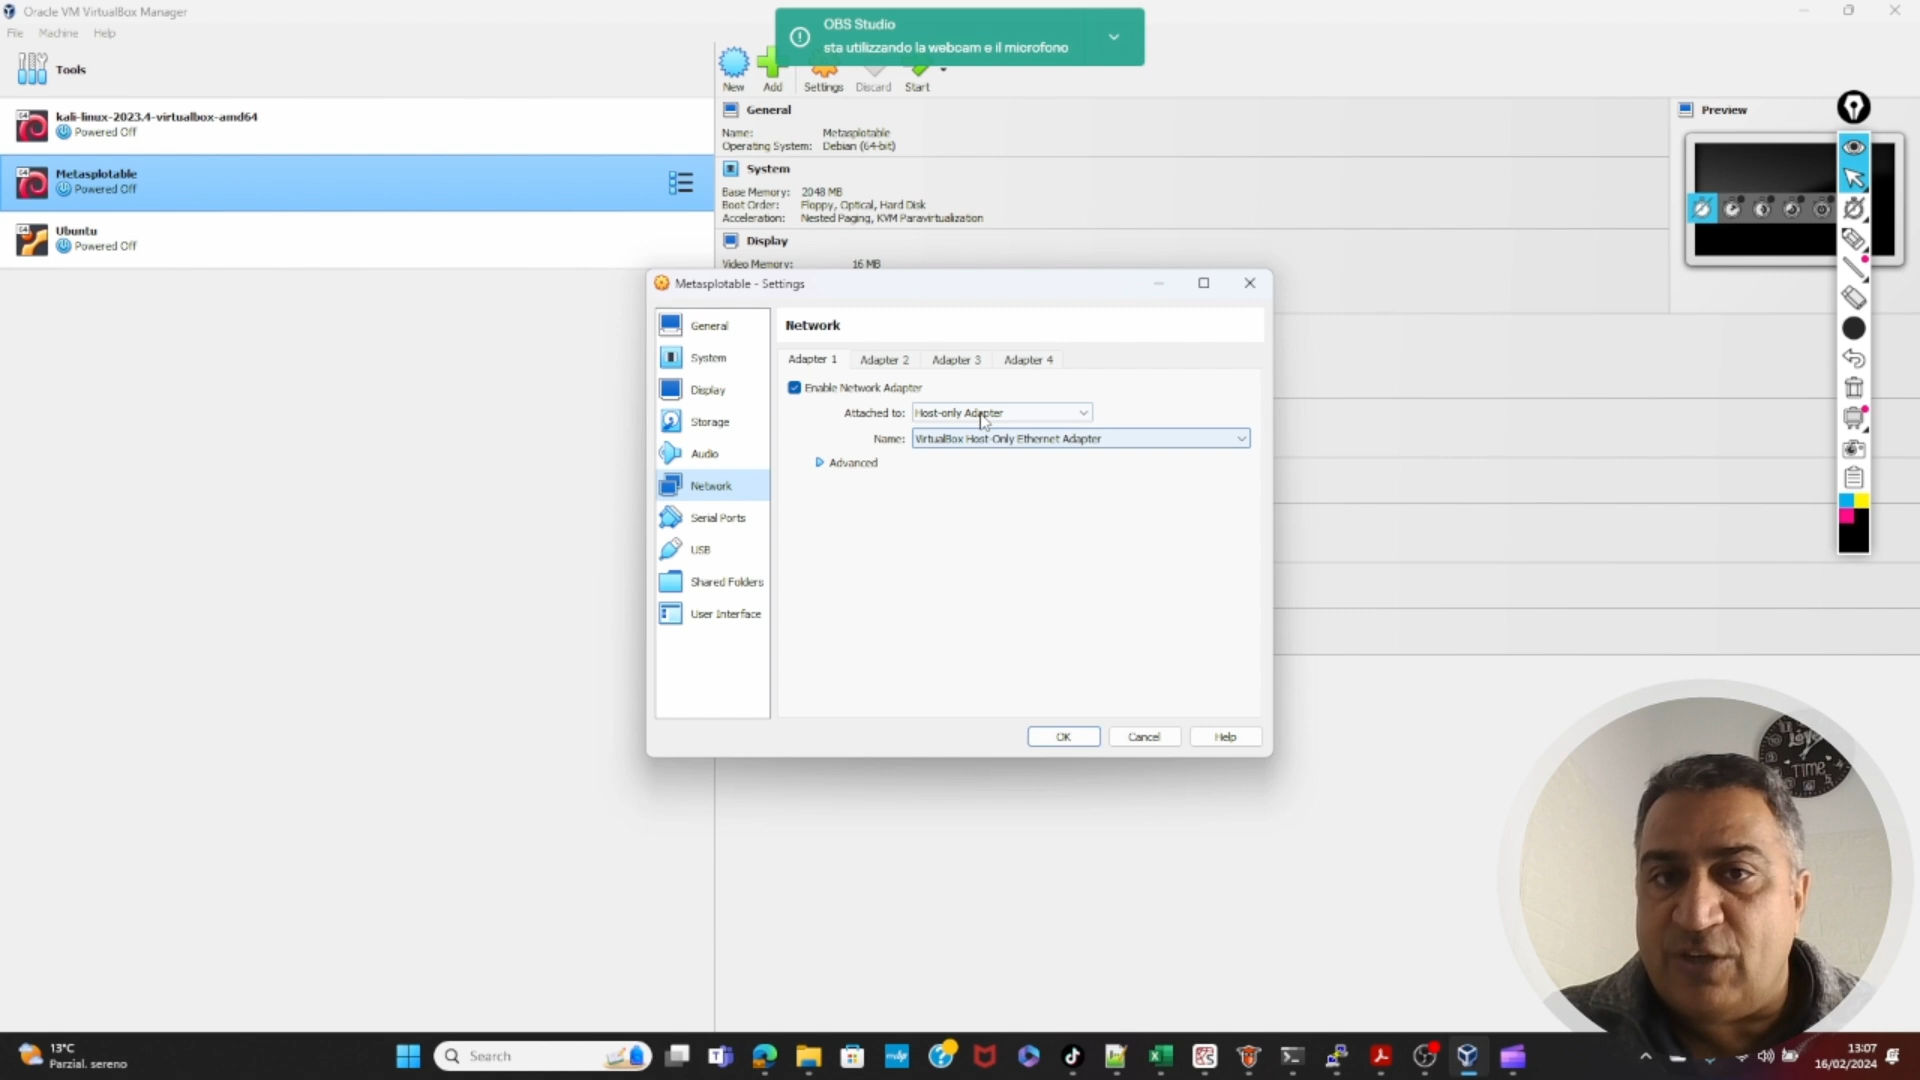 Oracle VM VirtualBox Manager
File Machine Help
OBS Studio
sta utilizzando la webcam e il microfono
Tools
New Add Settings Discard Start
kali-linux-2023.4-virtualbox-amd64
Powered Off
Metasplotable
Powered Off
Ubuntu
Powered Off
General
Name: Metasplotable
Operating System: Debian (64-bit)
System
Base Memory: 2048 MB
Boot Order: Floppy, Optical, Hard Disk
Acceleration: Nested Paging, KVM Paravirtualization
Display
Video Memory: 16 MB
Preview
Metasplotable - Settings
General
System
Display
Storage
Audio
Network
Serial Ports
USB
Shared Folders
User Interface
Network
Adapter 1 Adapter 2 Adapter 3 Adapter 4
Enable Network Adapter
Attached to: Host-only Adapter
Name: VirtualBox Host-Only Ethernet Adapter
Advanced
OK Cancel Help
TIME
13°C
Parzial. sereno
Search
13:07
16/02/2024